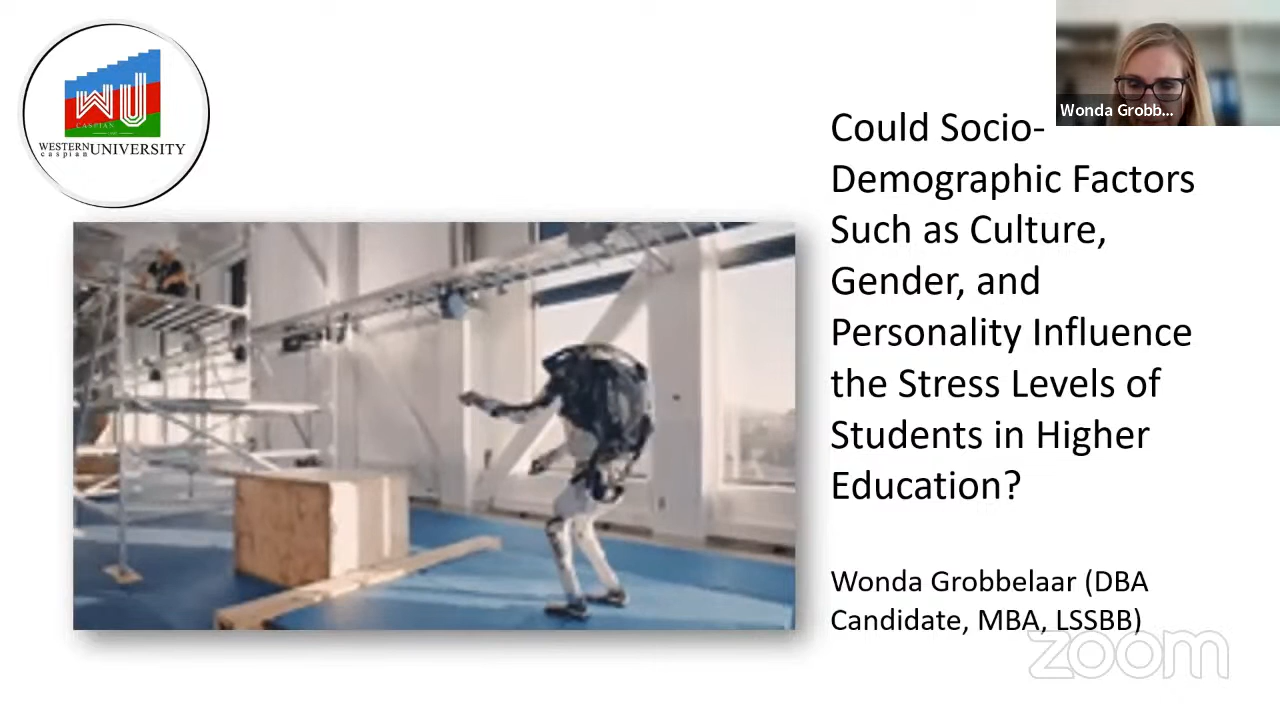 WU
CASPIAN
WESTERN
caspian
UNIVERSITY
Wonda Grobb...
Could Socio-
Demographic Factors
Such as Culture,
Gender, and
Personality Influence
the Stress Levels of
Students in Higher
Education?
Wonda Grobbelaar (DBA
Candidate, MBA, LSSBB)
zoom